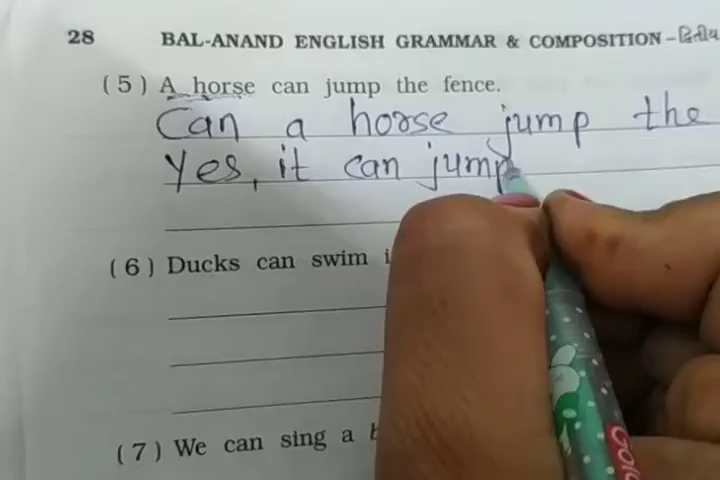 28 BAL-ANAND ENGLISH GRAMMAR & COMPOSITION - દ્વિતીય
(5) A horse can jump the fence.
Can a horse jump the
Yes, it can jump
(6) Ducks can swim
(7) We can sing a